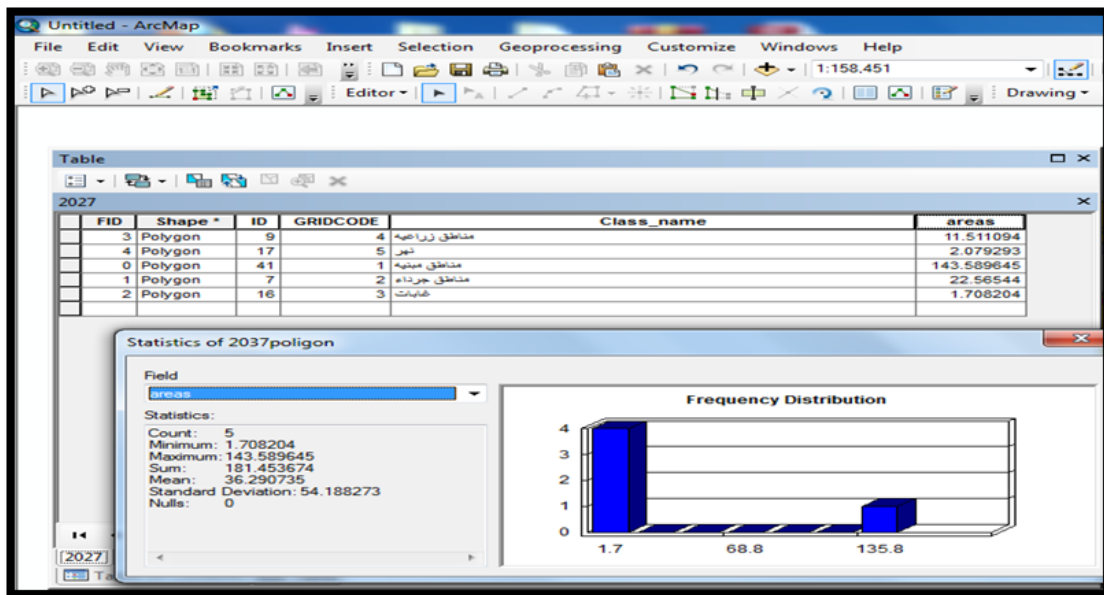 Untitled - ArcMap
File Edit View Bookmarks Insert Selection Geoprocessing Customize Windows Help
1:158,451
Editor Drawing
Table
2027
FID Shape * ID GRIDCODE Class_name areas
3 Polygon 9 4 مناطق زراعيه 11.511094
4 Polygon 17 5 نهر 2.079293
0 Polygon 41 1 مناطق مبنيه 143.589645
1 Polygon 7 2 مناطق جرداء 22.56544
2 Polygon 16 3 غابات 1.708204
Statistics of 2037poligon
Field
areas
Statistics:
Count: 5
Minimum: 1.708204
Maximum: 143.589645
Sum: 181.453674
Mean: 36.290735
Standard Deviation: 54.188273
Nulls: 0
Frequency Distribution
4
3
2
1
0
1.7 68.8 135.8
2027